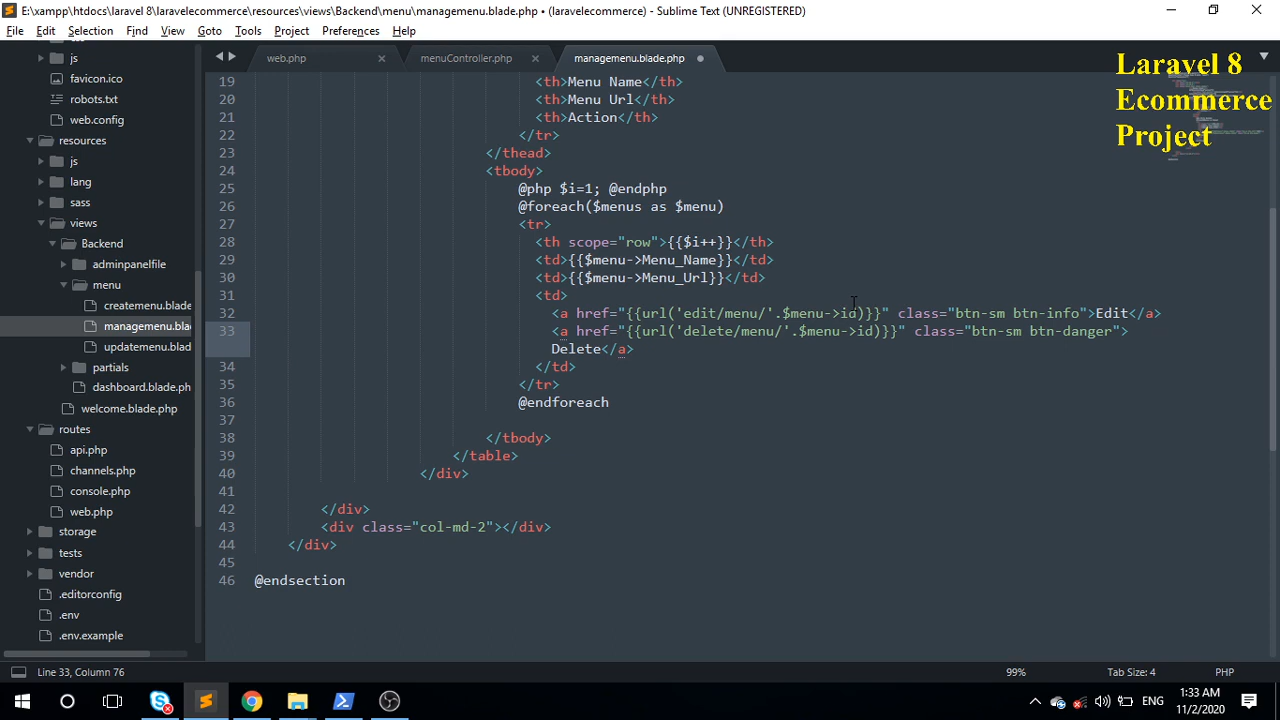 E:\xampp\htdocs\laravel 8\laravelecommerce\resources\views\Backend\menu\managemenu.blade.php • (laravelecommerce) - Sublime Text (UNREGISTERED)
File Edit Selection Find View Goto Tools Project Preferences Help
web.php menuController.php managemenu.blade.php
Laravel 8
Ecommerce
Project
js
favicon.ico
robots.txt
web.config
resources
js
lang
sass
views
Backend
adminpanelfile
menu
createmenu.blade
managemenu.bla
updatemenu.blad
partials
dashboard.blade.ph
welcome.blade.php
routes
api.php
channels.php
console.php
web.php
storage
tests
vendor
.editorconfig
.env
.env.example
19 <th>Menu Name</th>
20 <th>Menu Url</th>
21 <th>Action</th>
22 </tr>
23 </thead>
24 <tbody>
25 @php $i=1; @endphp
26 @foreach($menus as $menu)
27 <tr>
28 <th scope="row">{{$i++}}</th>
29 <td>{{$menu->Menu_Name}}</td>
30 <td>{{$menu->Menu_Url}}</td>
31 <td>
32 <a href="{{url('edit/menu/'.$menu->id)}}" class="btn-sm btn-info">Edit</a>
33 <a href="{{url('delete/menu/'.$menu->id)}}" class="btn-sm btn-danger">
Delete</a>
34 </td>
35 </tr>
36 @endforeach
37
38 </tbody>
39 </table>
40 </div>
41
42 </div>
43 <div class="col-md-2"></div>
44 </div>
45
46 @endsection
Line 33, Column 76 99% Tab Size: 4 PHP
ENG
1:33 AM
11/2/2020